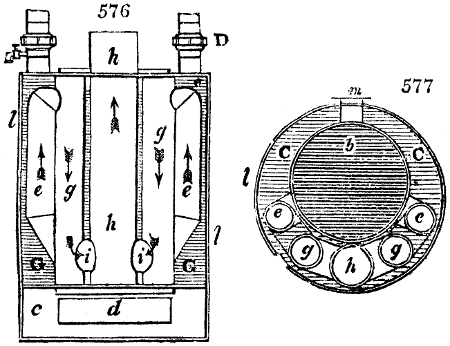 576
h D
577
m
l g C b C
e g e l e e
g h g
i i l h
G G
c d